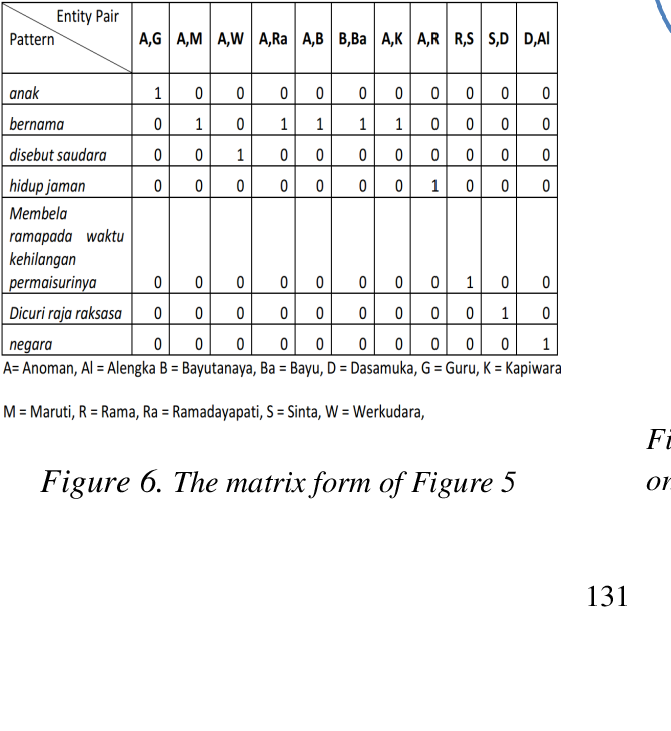 Entity Pair
Pattern A,G A,M A,W A,Ra A,B B,Ba A,K A,R R,S S,D D,Al
anak 1 0 0 0 0 0 0 0 0 0 0
bernama 0 1 0 1 1 1 1 0 0 0 0
disebut saudara 0 0 1 0 0 0 0 0 0 0 0
hidup jaman 0 0 0 0 0 0 0 1 0 0 0
Membela
ramapada waktu
kehilangan
permaisurinya 0 0 0 0 0 0 0 0 1 0 0
Dicuri raja raksasa 0 0 0 0 0 0 0 0 0 1 0
negara 0 0 0 0 0 0 0 0 0 0 1
A= Anoman, Al = Alengka B = Bayutanaya, Ba = Bayu, D = Dasamuka, G = Guru, K = Kapiwara
M = Maruti, R = Rama, Ra = Ramadayapati, S = Sinta, W = Werkudara,
Figure 6. The matrix form of Figure 5
131